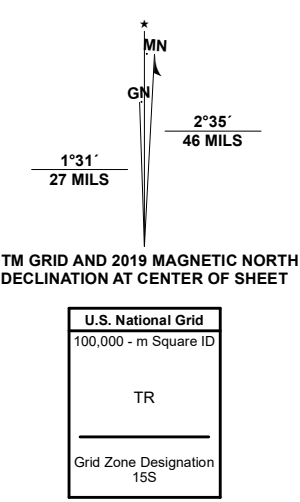 MN
GN
2°35´
46 MILS
1°31´
27 MILS
TM GRID AND 2019 MAGNETIC NORTH
DECLINATION AT CENTER OF SHEET
U.S. National Grid
100,000 - m Square ID
TR
Grid Zone Designation
15S